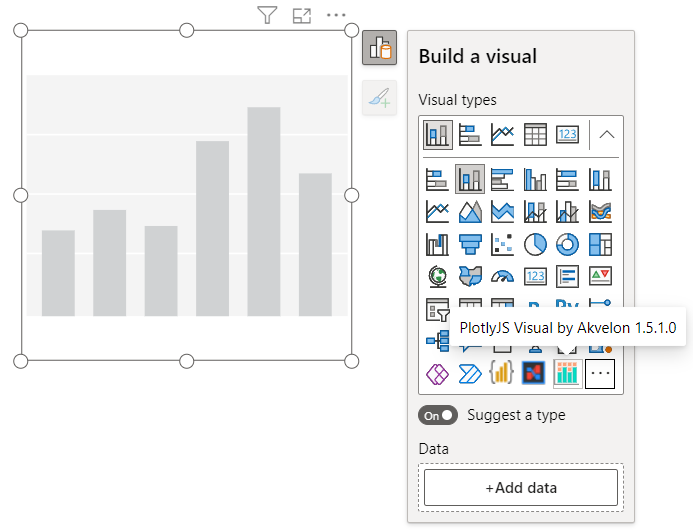 Build a visual
Visual types
123
123
PlotlyJS Visual by Akvelon 1.5.1.0
On
Suggest a type
Data
+Add data